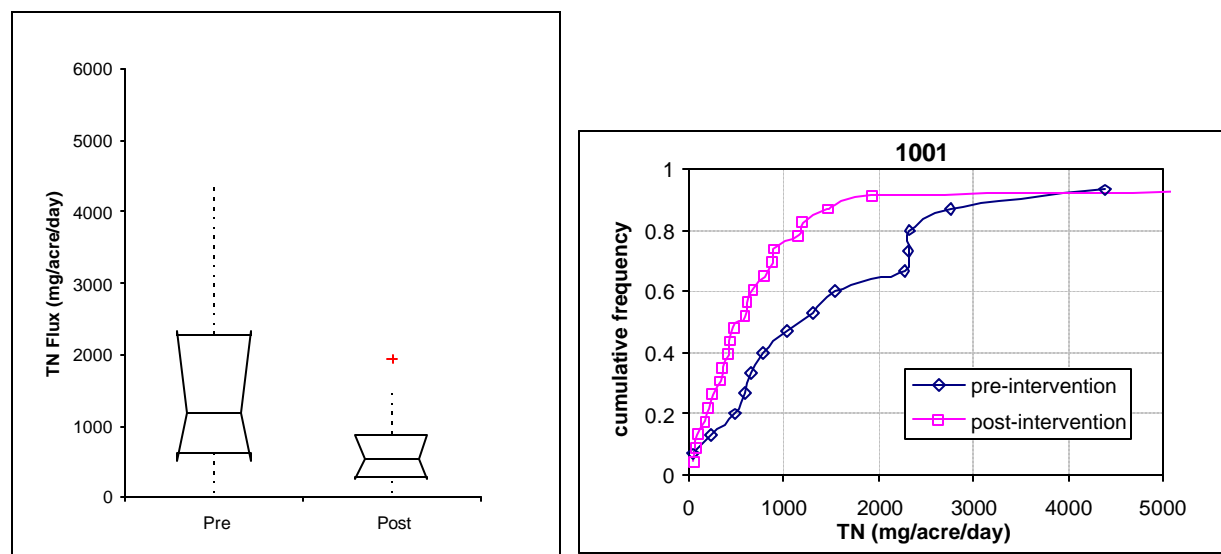 TN Flux (mg/acre/day)
6000
5000
4000
3000
2000
1000
0
Pre Post
1001
cumulative frequency
1
0.8
0.6
0.4
0.2
0
pre-intervention
post-intervention
0 1000 2000 3000 4000 5000
TN (mg/acre/day)